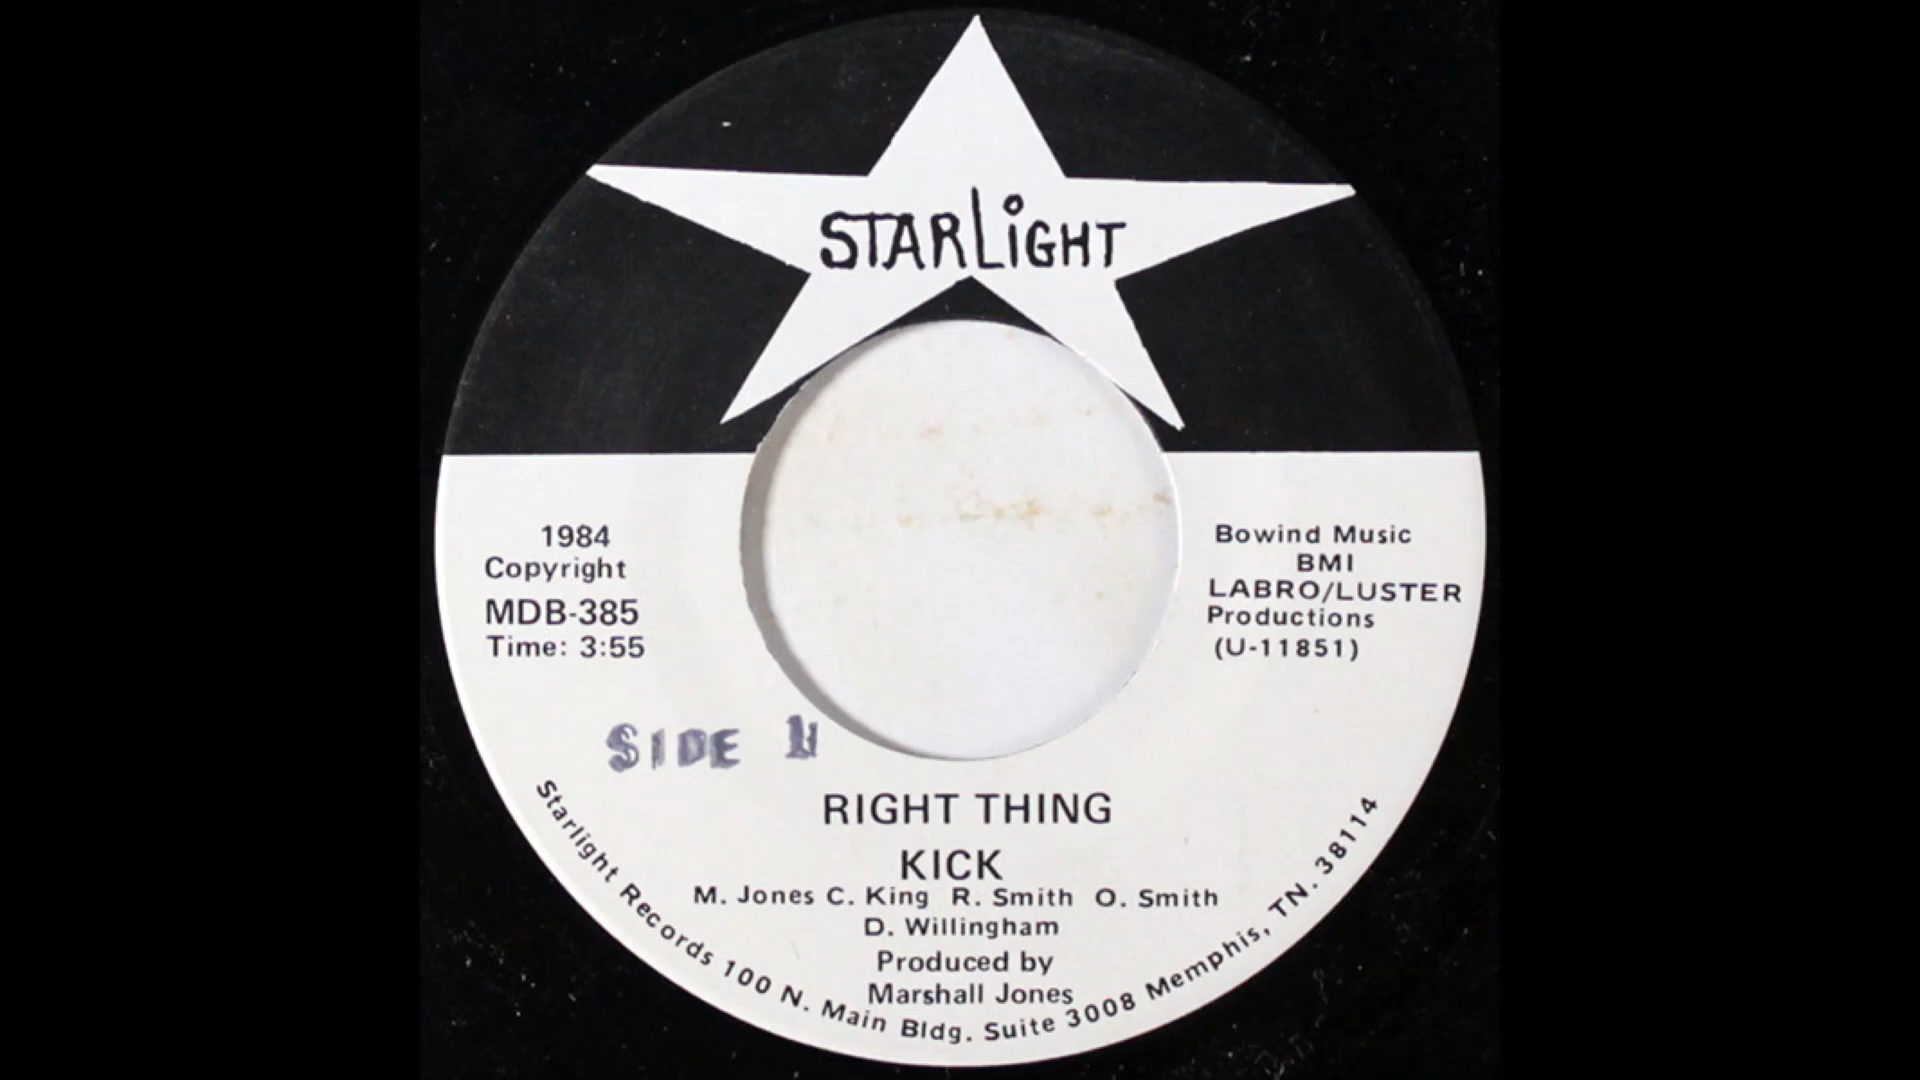 STARLiGHT
1984
Copyright
MDB-385
Time: 3:55
Bowind Music
BMI
LABRO/LUSTER
Productions
(U-11851)
SIDE 1
RIGHT THING
KICK
M. Jones C. King R. Smith O. Smith
D. Willingham
Produced by
Marshall Jones
Starlight Records 100 N. Main Bldg. Suite 3008 Memphis, TN. 38114